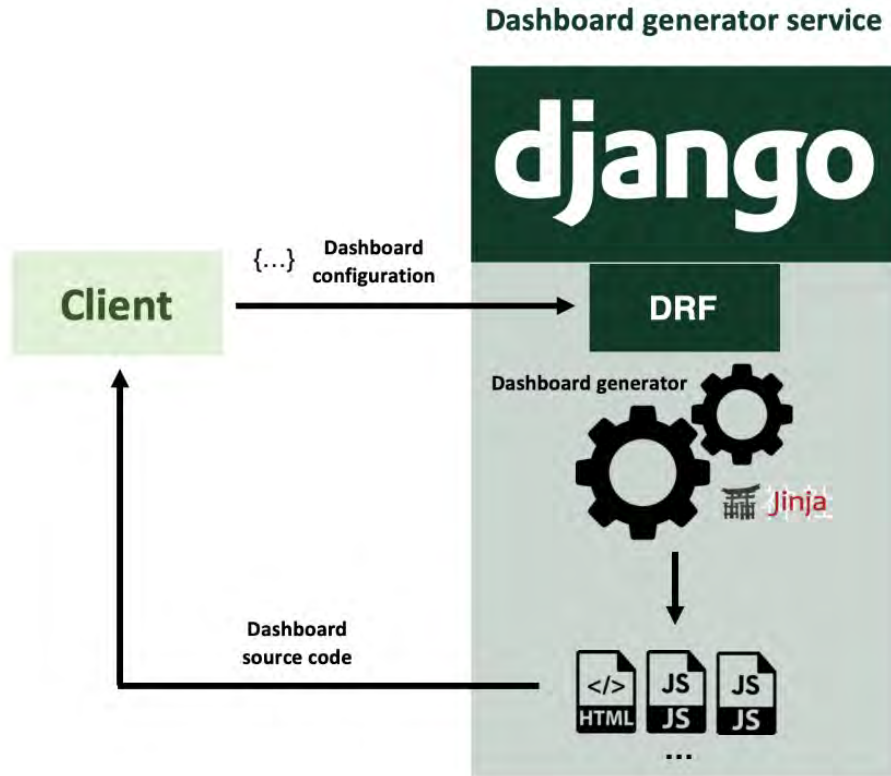 Dashboard generator service
django
{...} Dashboard
configuration
Client
DRF
Dashboard generator
Jinja
Dashboard
source code
</>
HTML
JS
JS
JS
JS
...